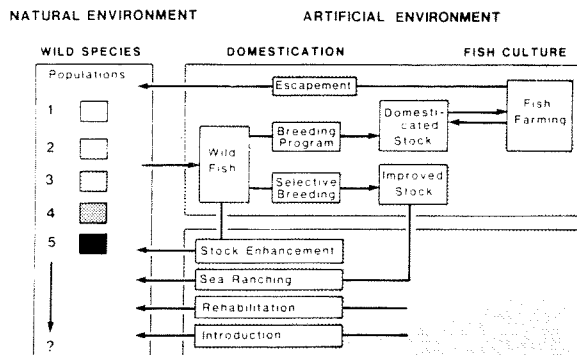 NATURAL ENVIRONMENT
ARTIFICIAL ENVIRONMENT
WILD SPECIES
DOMESTICATION
FISH CULTURE
Populations
1
2
3
4
5
?
Escapement
Wild
Fish
Breeding
Program
Domesti-
cated
Stock
Fish
Farming
Selective
Breeding
Improved
Stock
Stock Enhancement
Sea Ranching
Rehabilitation
Introduction